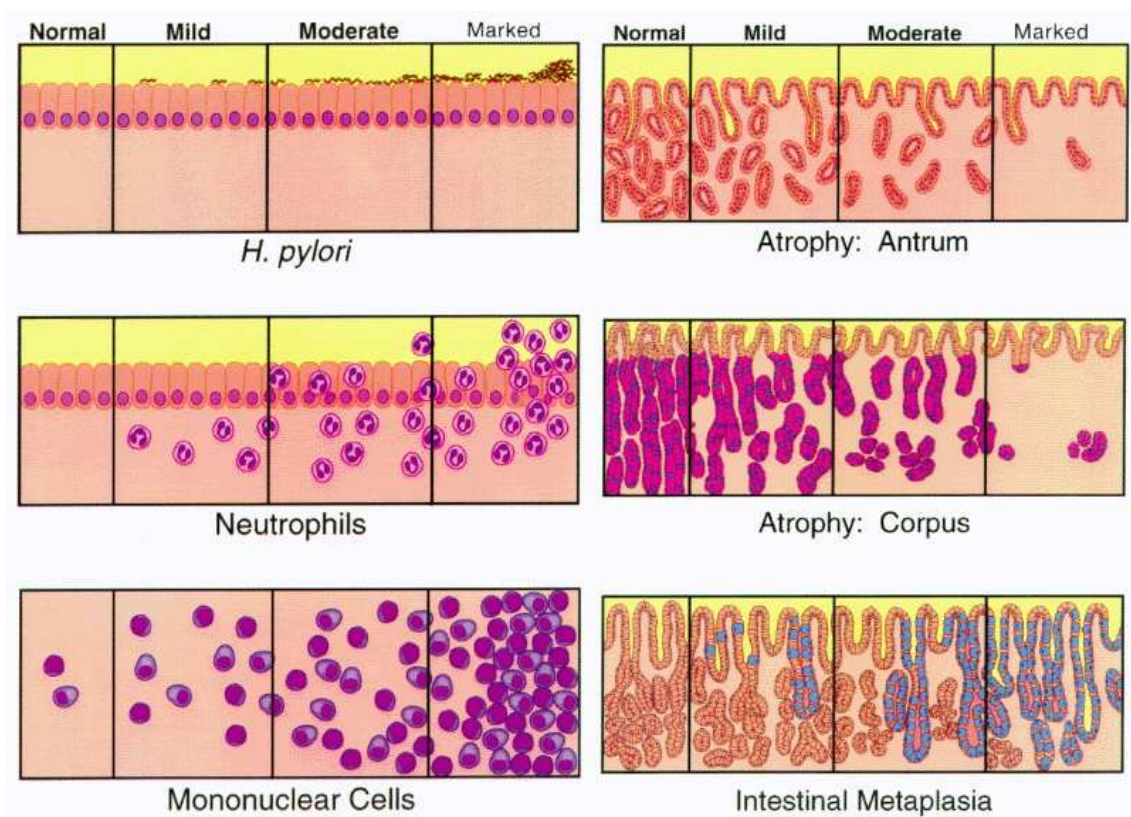 Normal Mild Moderate Marked
H. pylori
Neutrophils
Mononuclear Cells
Normal Mild Moderate Marked
Atrophy: Antrum
Atrophy: Corpus
Intestinal Metaplasia